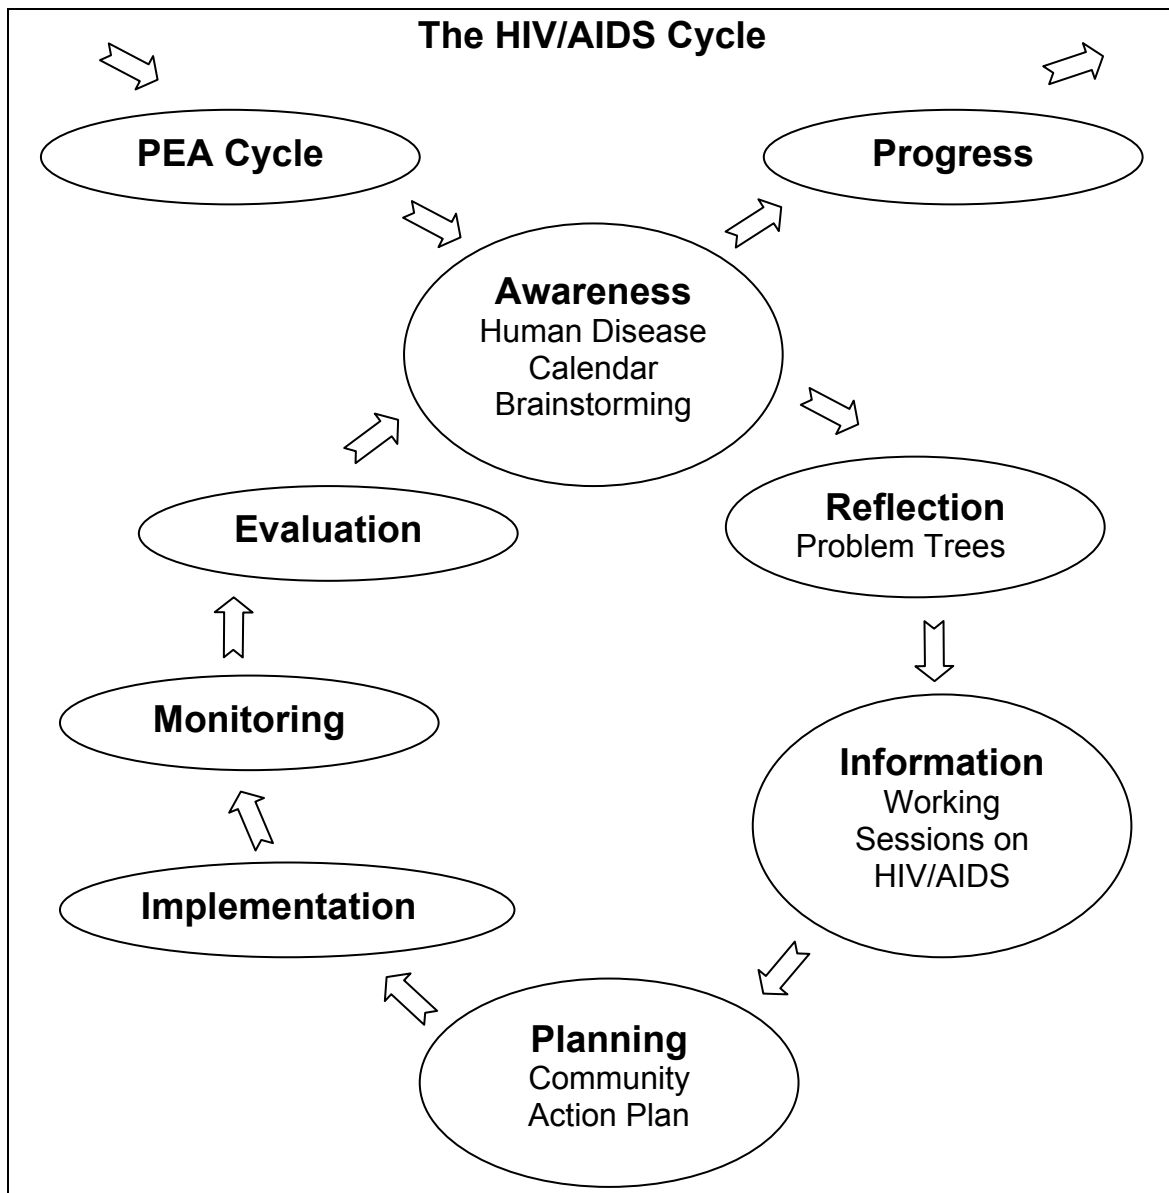 The HIV/AIDS Cycle
PEA Cycle
Progress
Awareness
Human Disease
Calendar
Brainstorming
Reflection
Problem Trees
Information
Working
Sessions on
HIV/AIDS
Planning
Community
Action Plan
Implementation
Monitoring
Evaluation